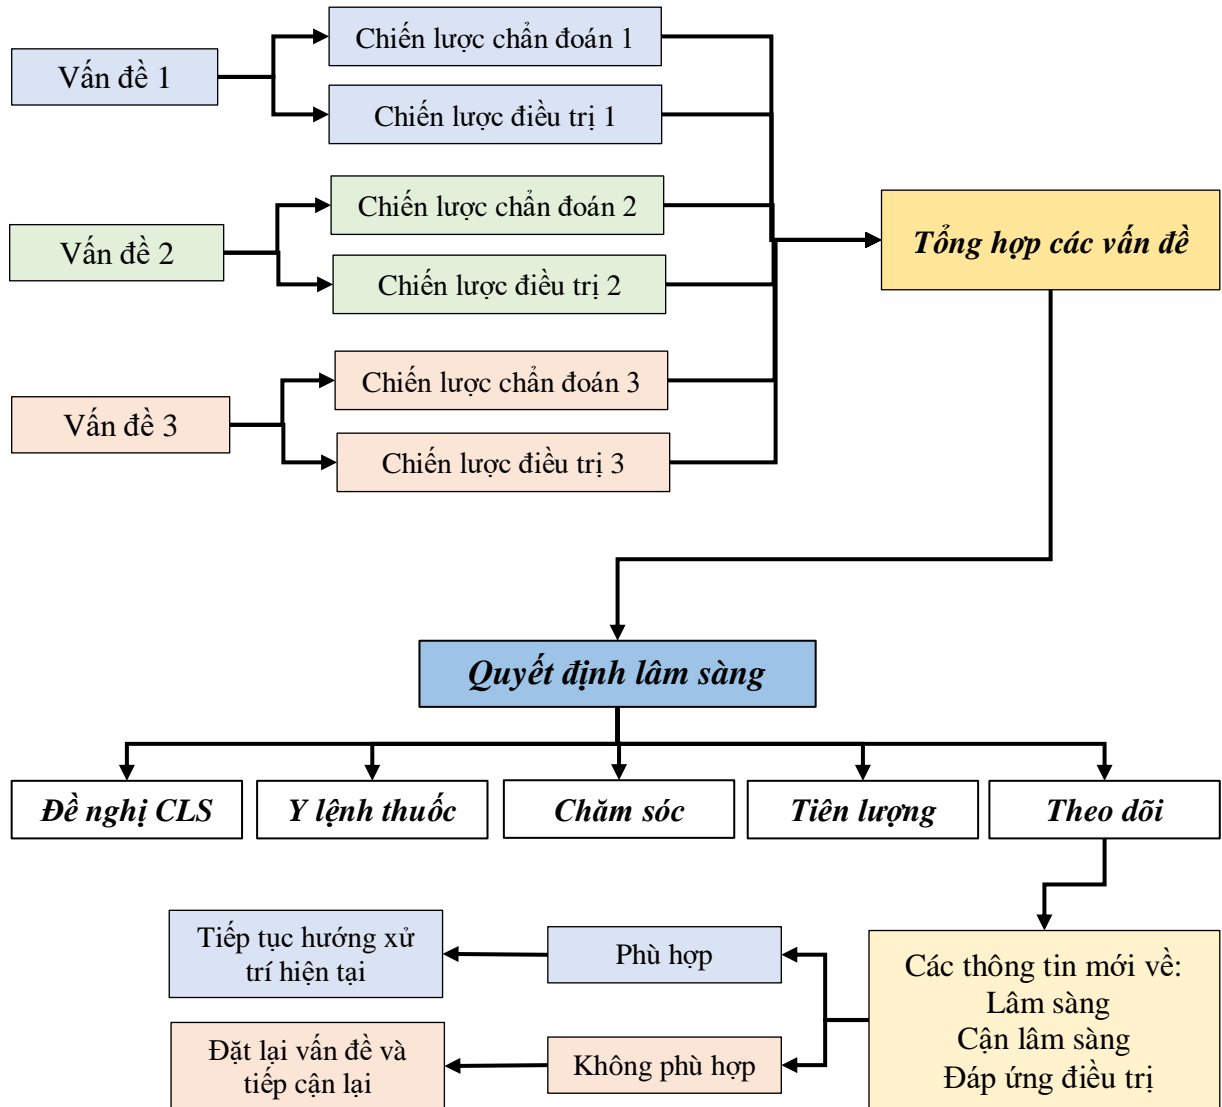 Vấn đề 1
Chiến lược chẩn đoán 1
Chiến lược điều trị 1
Vấn đề 2
Chiến lược chẩn đoán 2
Chiến lược điều trị 2
Vấn đề 3
Chiến lược chẩn đoán 3
Chiến lược điều trị 3
Tổng hợp các vấn đề
Quyết định lâm sàng
Đề nghị CLS
Y lệnh thuốc
Chăm sóc
Tiên lượng
Theo dõi
Các thông tin mới về:
Lâm sàng
Cận lâm sàng
Đáp ứng điều trị
Phù hợp
Tiếp tục hướng xử
trí hiện tại
Không phù hợp
Đặt lại vấn đề và
tiếp cận lại